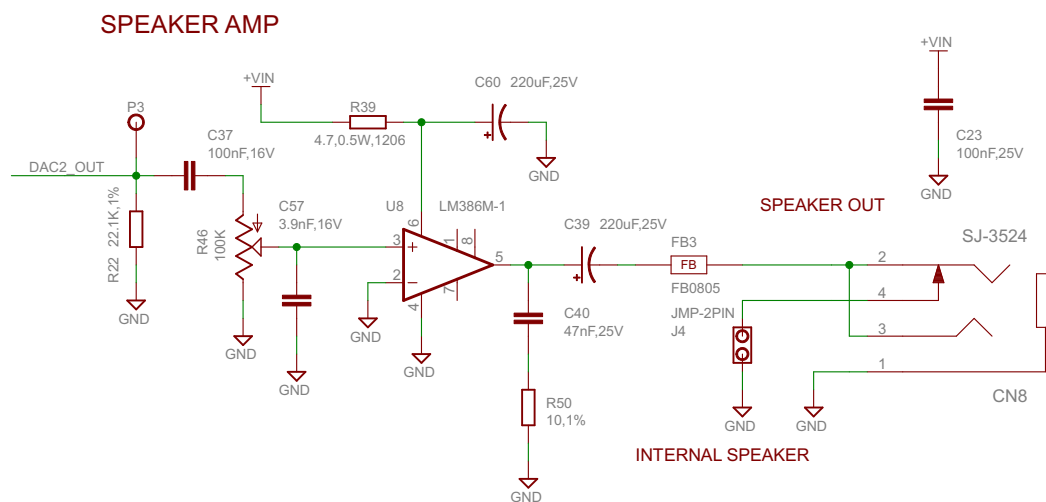 SPEAKER AMP
+VIN
+VIN
C60 220uF,25V
R39
4.7,0.5W,1206
P3
C37
100nF,16V
C23
100nF,25V
GND
GND
DAC2_OUT
R22 22.1K,1%
R46
100K
C57
3.9nF,16V
U8 LM386M-1
6
3
1
8
2
5
7
4
C39 220uF,25V
FB3
FB
FB0805
SPEAKER OUT
SJ-3524
2
4
3
1
CN8
C40
47nF,25V
JMP-2PIN
J4
GND
GND
GND
GND
GND
R50
10,1%
GND
GND
INTERNAL SPEAKER
GND